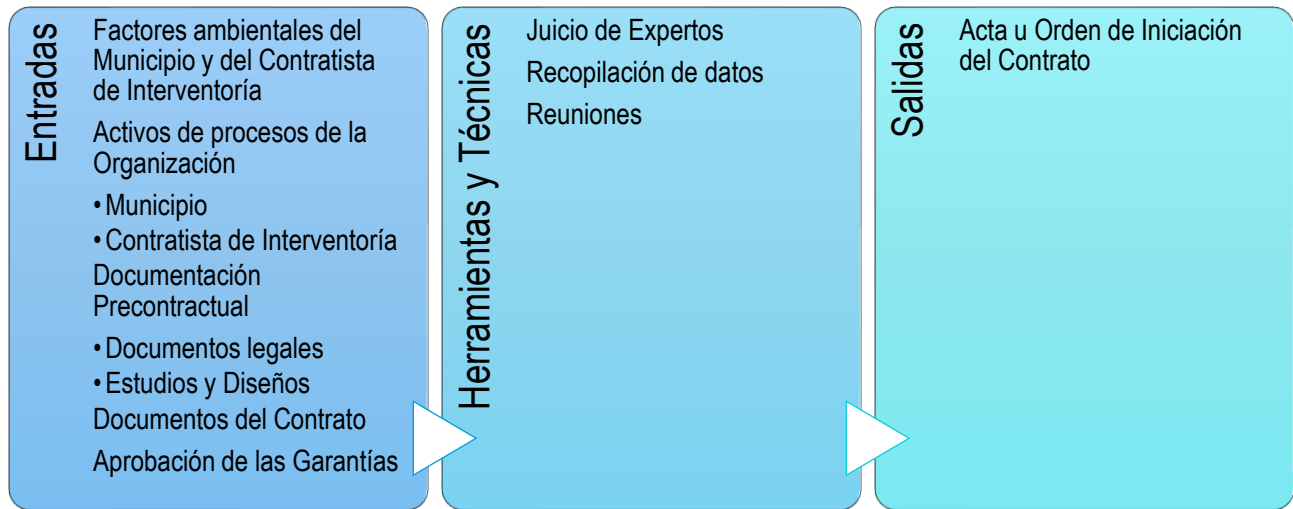 Entradas
Factores ambientales del
Municipio y del Contratista
de Interventoría
Activos de procesos de la
Organización
• Municipio
• Contratista de Interventoría
Documentación
Precontractual
• Documentos legales
• Estudios y Diseños
Documentos del Contrato
Aprobación de las Garantías
Herramientas y Técnicas
Juicio de Expertos
Recopilación de datos
Reuniones
Salidas
Acta u Orden de Iniciación
del Contrato